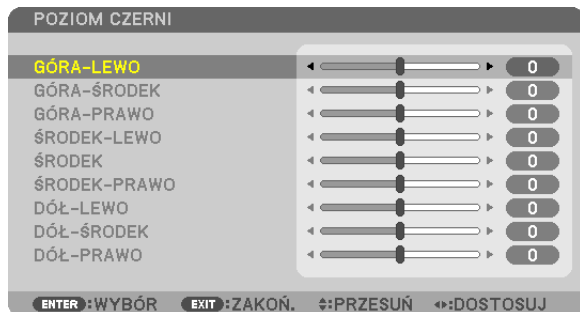 POZIOM CZERNI
GÓRA-LEWO 0
GÓRA-ŚRODEK 0
GÓRA-PRAWO 0
ŚRODEK-LEWO 0
ŚRODEK 0
ŚRODEK-PRAWO 0
DÓŁ-LEWO 0
DÓŁ-ŚRODEK 0
DÓŁ-PRAWO 0
ENTER:WYBÓR EXIT:ZAKOŃ. :PRZESUŃ :DOSTOSUJ